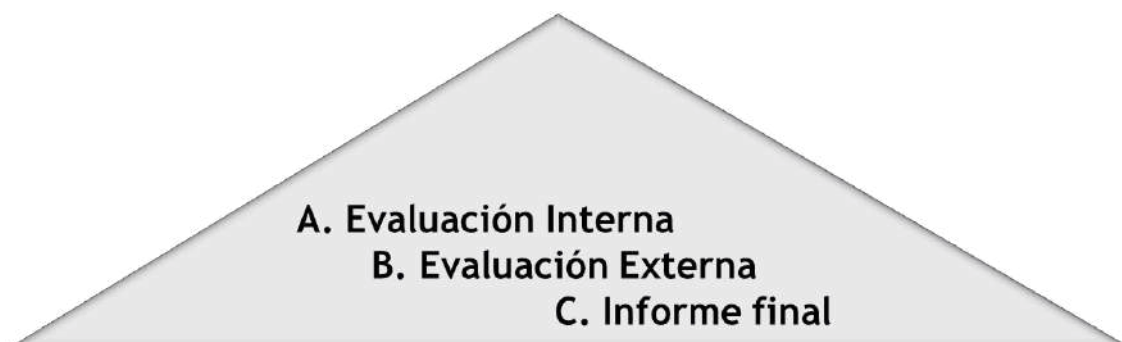 A. Evaluación Interna
B. Evaluación Externa
C. Informe final